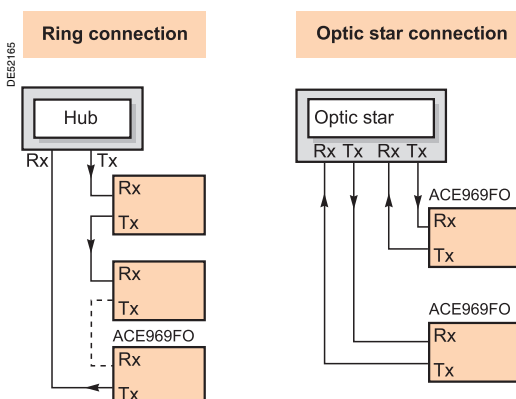 DE52165
Ring connection
Hub
Rx Tx
Rx
Tx
Rx
Tx
ACE969FO
Rx
Tx
Optic star connection
Optic star
Rx Tx Rx Tx
ACE969FO
Rx
Tx
ACE969FO
Rx
Tx